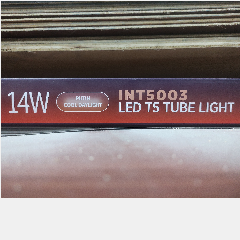 14W
COOL DAYLIGHT
INT5003
LED T5 TUBE LIGHT